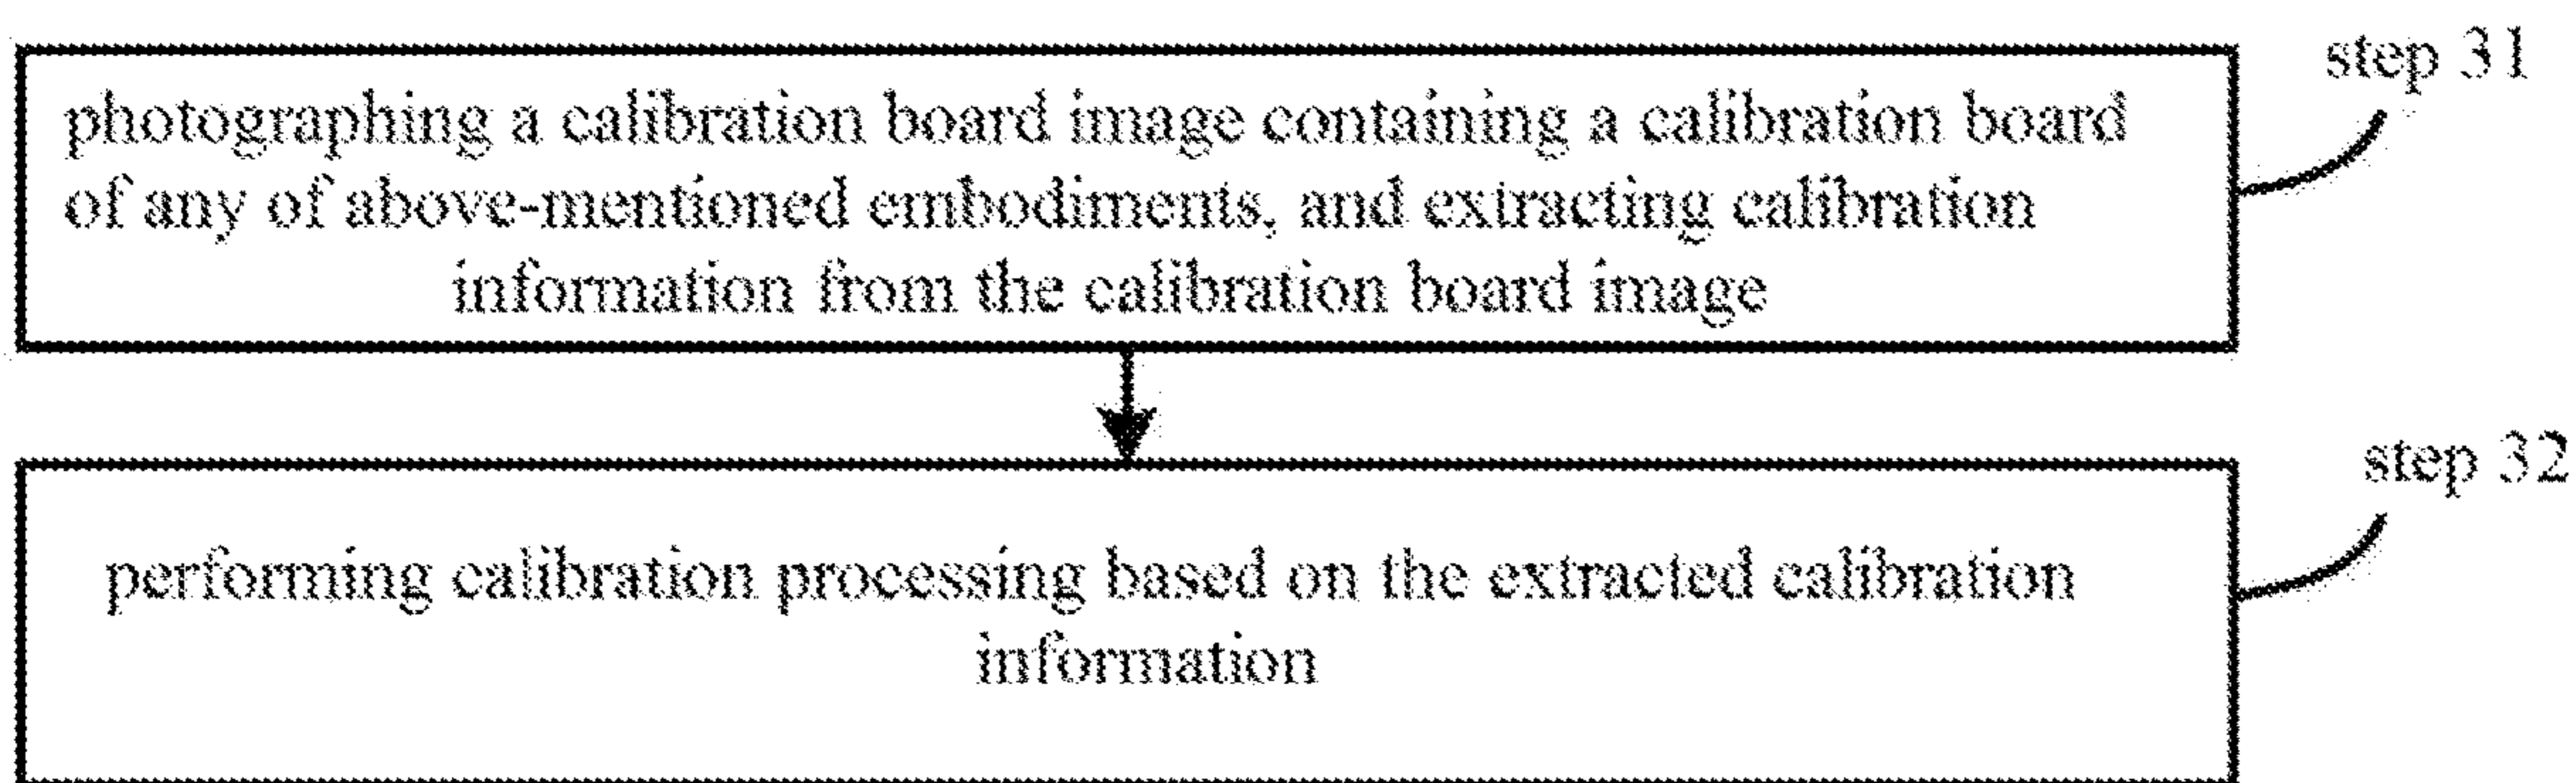 step 31
photographing a calibration board image containing a calibration board
of any of above-mentioned embodiments, and extracting calibration
information from the calibration board image
step 32
performing calibration processing based on the extracted calibration
information